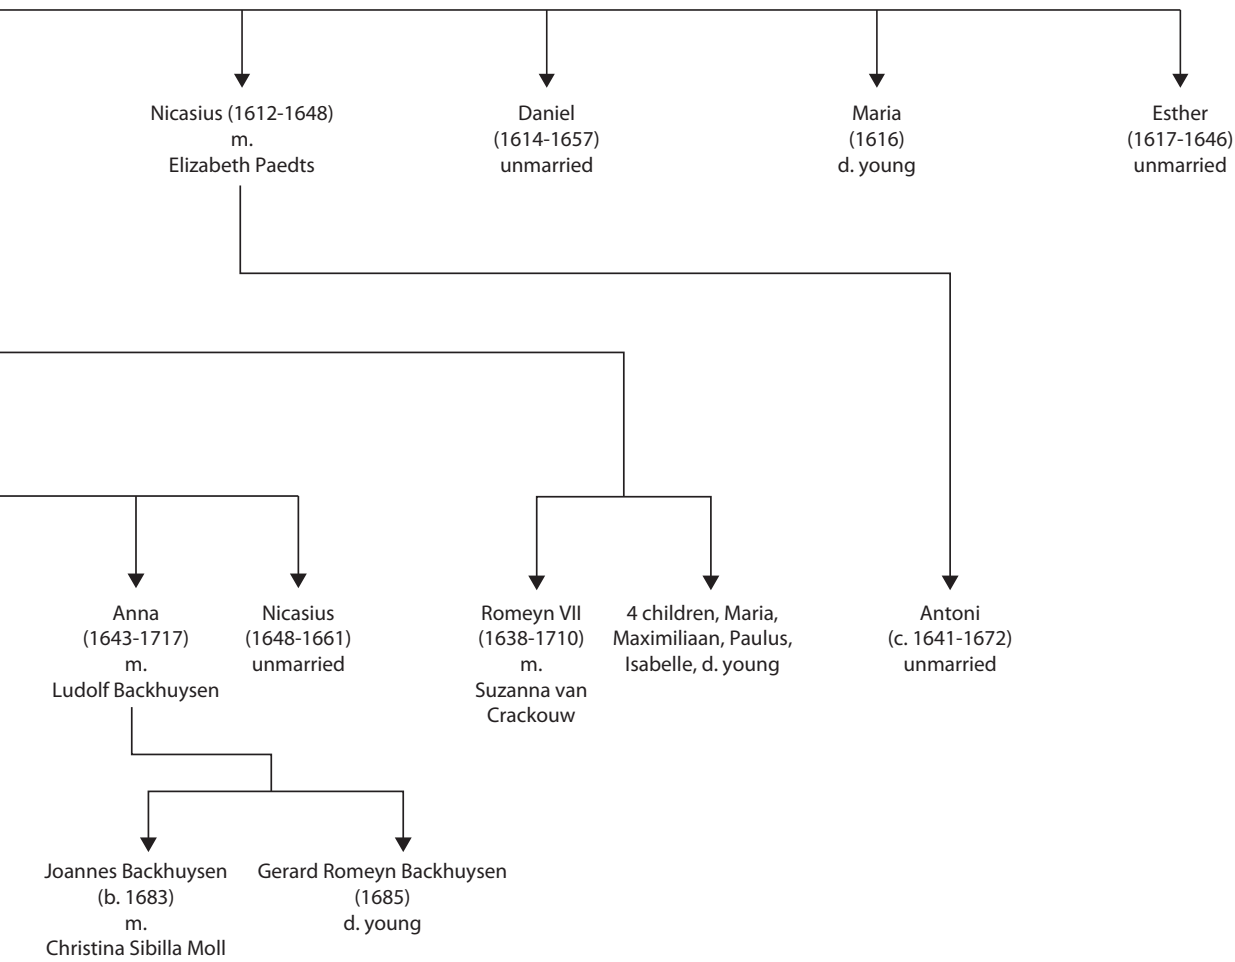 Nicasius (1612-1648)
m.
Elizabeth Paedts
Daniel
(1614-1657)
unmarried
Maria
(1616)
d. young
Esther
(1617-1646)
unmarried
Anna
(1643-1717)
m.
Ludolf Backhuysen
Nicasius
(1648-1661)
unmarried
Romeyn VII
(1638-1710)
m.
Suzanna van
Crackouw
4 children, Maria,
Maximiliaan, Paulus,
Isabelle, d. young
Antoni
(c. 1641-1672)
unmarried
Joannes Backhuysen
(b. 1683)
m.
Christina Sibilla Moll
Gerard Romeyn Backhuysen
(1685)
d. young